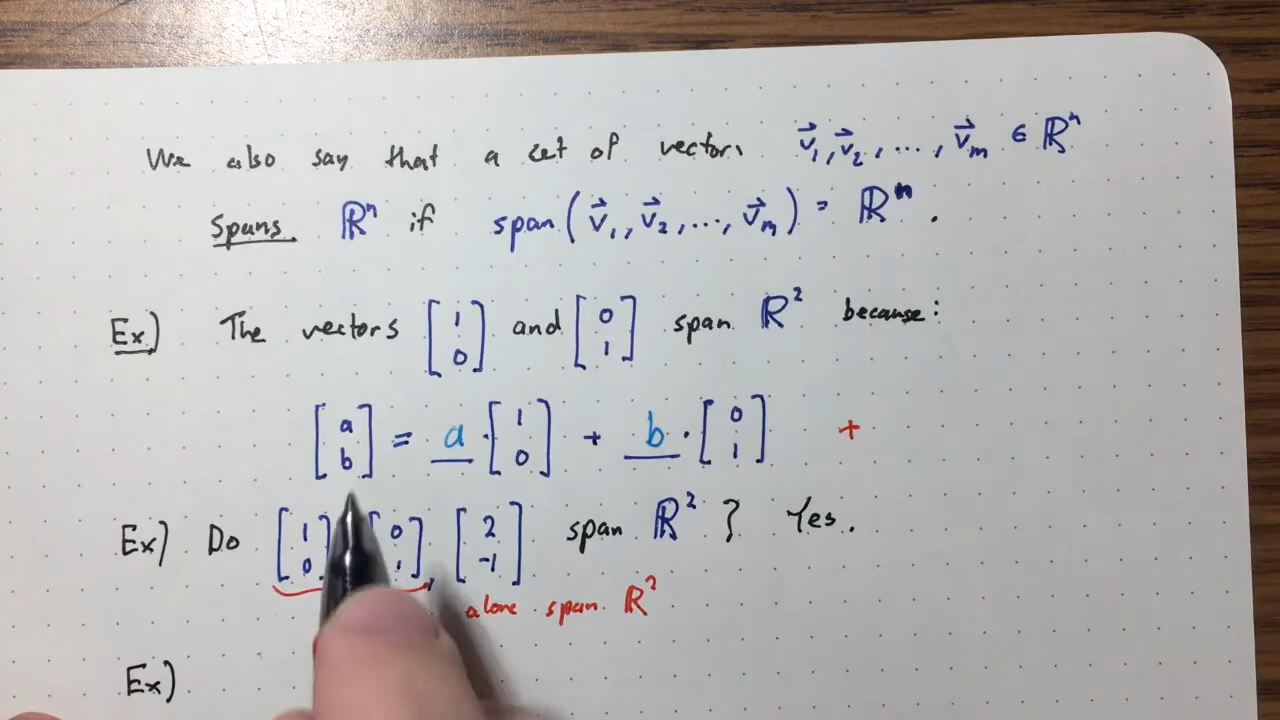 We also say that a set of vectors v⃗₁, v⃗₂, ..., v⃗ₘ ∈ ℝⁿ
spans ℝⁿ if span(v⃗₁, v⃗₂, ..., v⃗ₘ) = ℝⁿ.
Ex) The vectors [1 0] and [0 1] span ℝ² because:
[a b] = a · [1 0] + b · [0 1] +
Ex) Do [1 0] [0 1], [2 -1] span ℝ²? Yes.
alone span ℝ²
Ex)